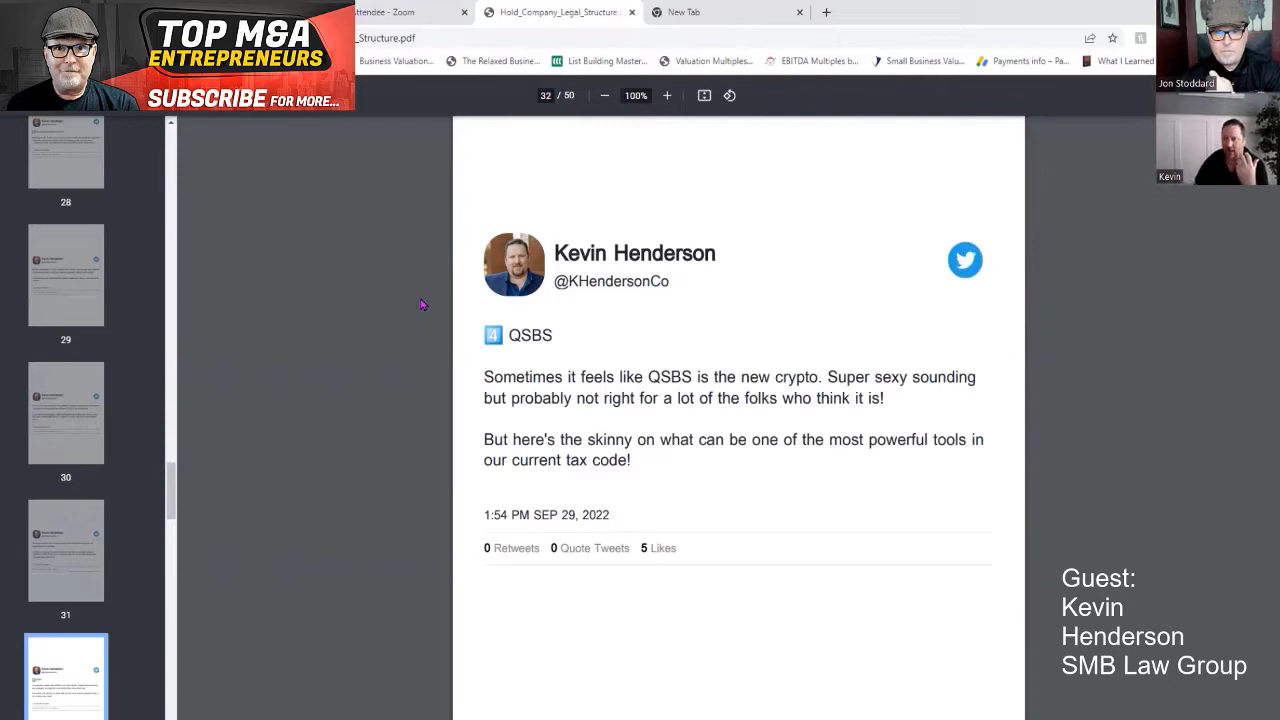 TOP M&A
ENTREPRENEURS
SUBSCRIBE FOR MORE...
ttendee - Zoom
Hold_Company_Legal_Structure
New Tab
_Structure.pdf
Business Valuation...
The Relaxed Busine...
List Building Master...
Valuation Multiples...
EBITDA Multiples b...
Small Business Valu...
Payments info – Pa...
What I Learned
32 / 50
100%
Jon Stoddard
Kevin
28
29
30
31
Kevin Henderson
@KHendersonCo
4 QSBS
Sometimes it feels like QSBS is the new crypto. Super sexy sounding
but probably not right for a lot of the folks who think it is!
But here's the skinny on what can be one of the most powerful tools in
our current tax code!
1:54 PM SEP 29, 2022
0 Retweets 0 Quote Tweets 5 Likes
Guest:
Kevin
Henderson
SMB Law Group